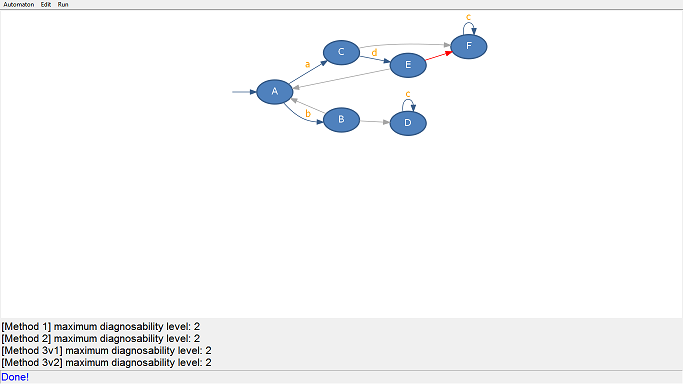 Automaton Edit Run
c
C
F
a
d
E
A
c
b
B
D
[Method 1] maximum diagnosability level: 2
[Method 2] maximum diagnosability level: 2
[Method 3v1] maximum diagnosability level: 2
[Method 3v2] maximum diagnosability level: 2
Done!